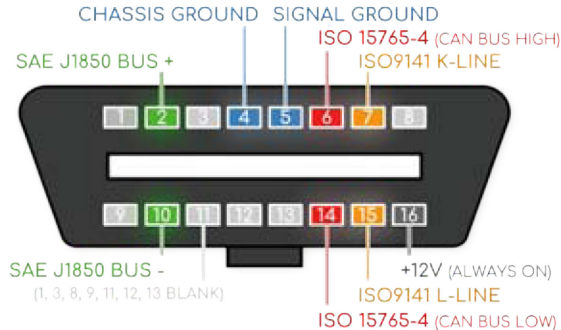 CHASSIS GROUND SIGNAL GROUND
ISO 15765-4 (CAN BUS HIGH)
SAE J1850 BUS + ISO9141 K-LINE
1 2 3 4 5 6 7 8
9 10 11 12 13 14 15 16
SAE J1850 BUS - +12V (ALWAYS ON)
(1, 3, 8, 9, 11, 12, 13 BLANK) ISO9141 L-LINE
ISO 15765-4 (CAN BUS LOW)